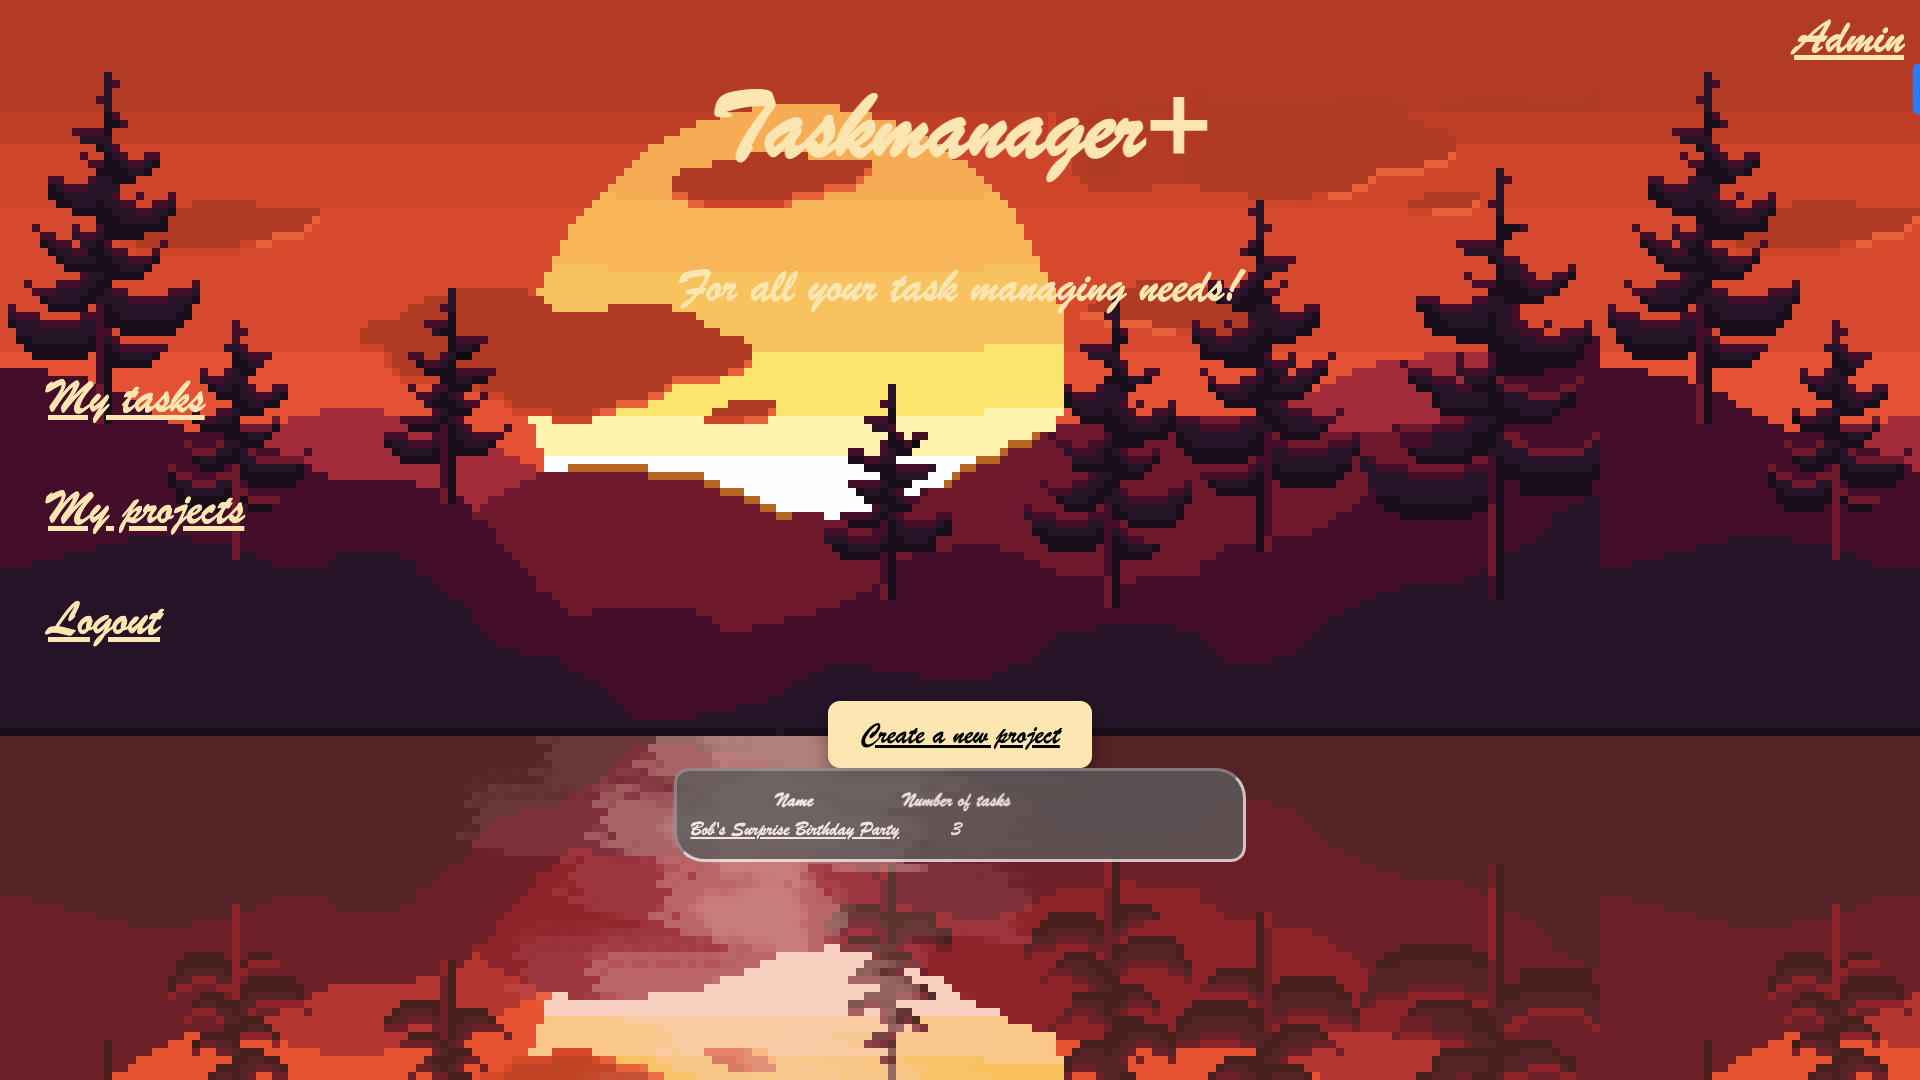 Admin
Taskmanager+
For all your task managing needs!
My tasks
My projects
Logout
Create a new project
Name Number of tasks
Bob's Surprise Birthday Party 3